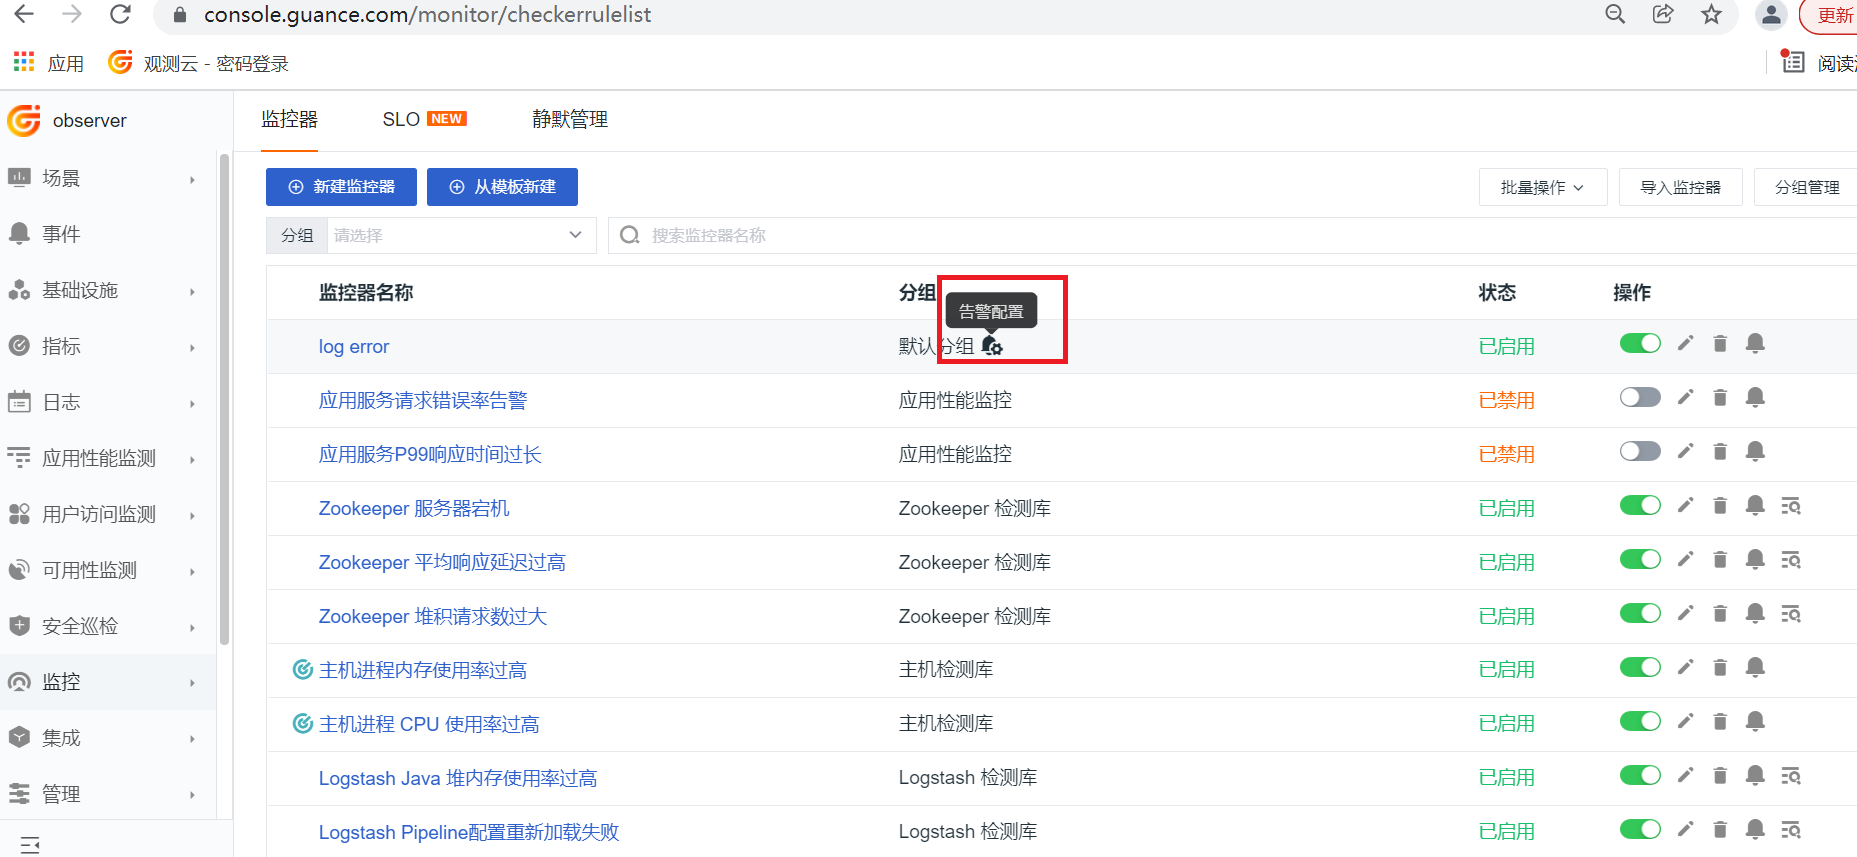 console.guance.com/monitor/checkerrulelist
更新
应用 观测云 - 密码登录
阅读
observer
监控器 SLO NEW 静默管理
场景
事件
基础设施
指标
日志
应用性能监测
用户访问监测
可用性监测
安全巡检
监控
集成
管理
新建监控器 从模板新建 批量操作 导入监控器 分组管理
分组 请选择 搜索监控器名称
监控器名称 分组 状态 操作
告警配置
log error 默认分组 已启用
应用服务请求错误率告警 应用性能监控 已禁用
应用服务P99响应时间过长 应用性能监控 已禁用
Zookeeper 服务器宕机 Zookeeper 检测库 已启用
Zookeeper 平均响应延迟过高 Zookeeper 检测库 已启用
Zookeeper 堆积请求数过大 Zookeeper 检测库 已启用
主机进程内存使用率过高 主机检测库 已启用
主机进程 CPU 使用率过高 主机检测库 已启用
Logstash Java 堆内存使用率过高 Logstash 检测库 已启用
Logstash Pipeline配置重新加载失败 Logstash 检测库 已启用